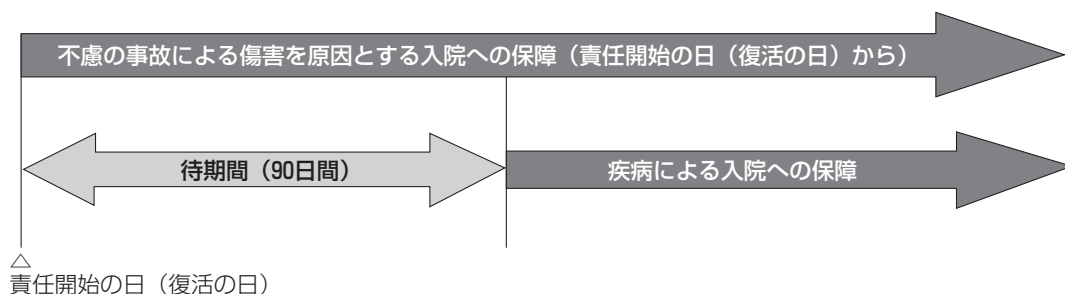 不慮の事故による傷害を原因とする入院への保障（責任開始の日（復活の日）から）
待期間（90日間）
疾病による入院への保障
△
責任開始の日（復活の日）